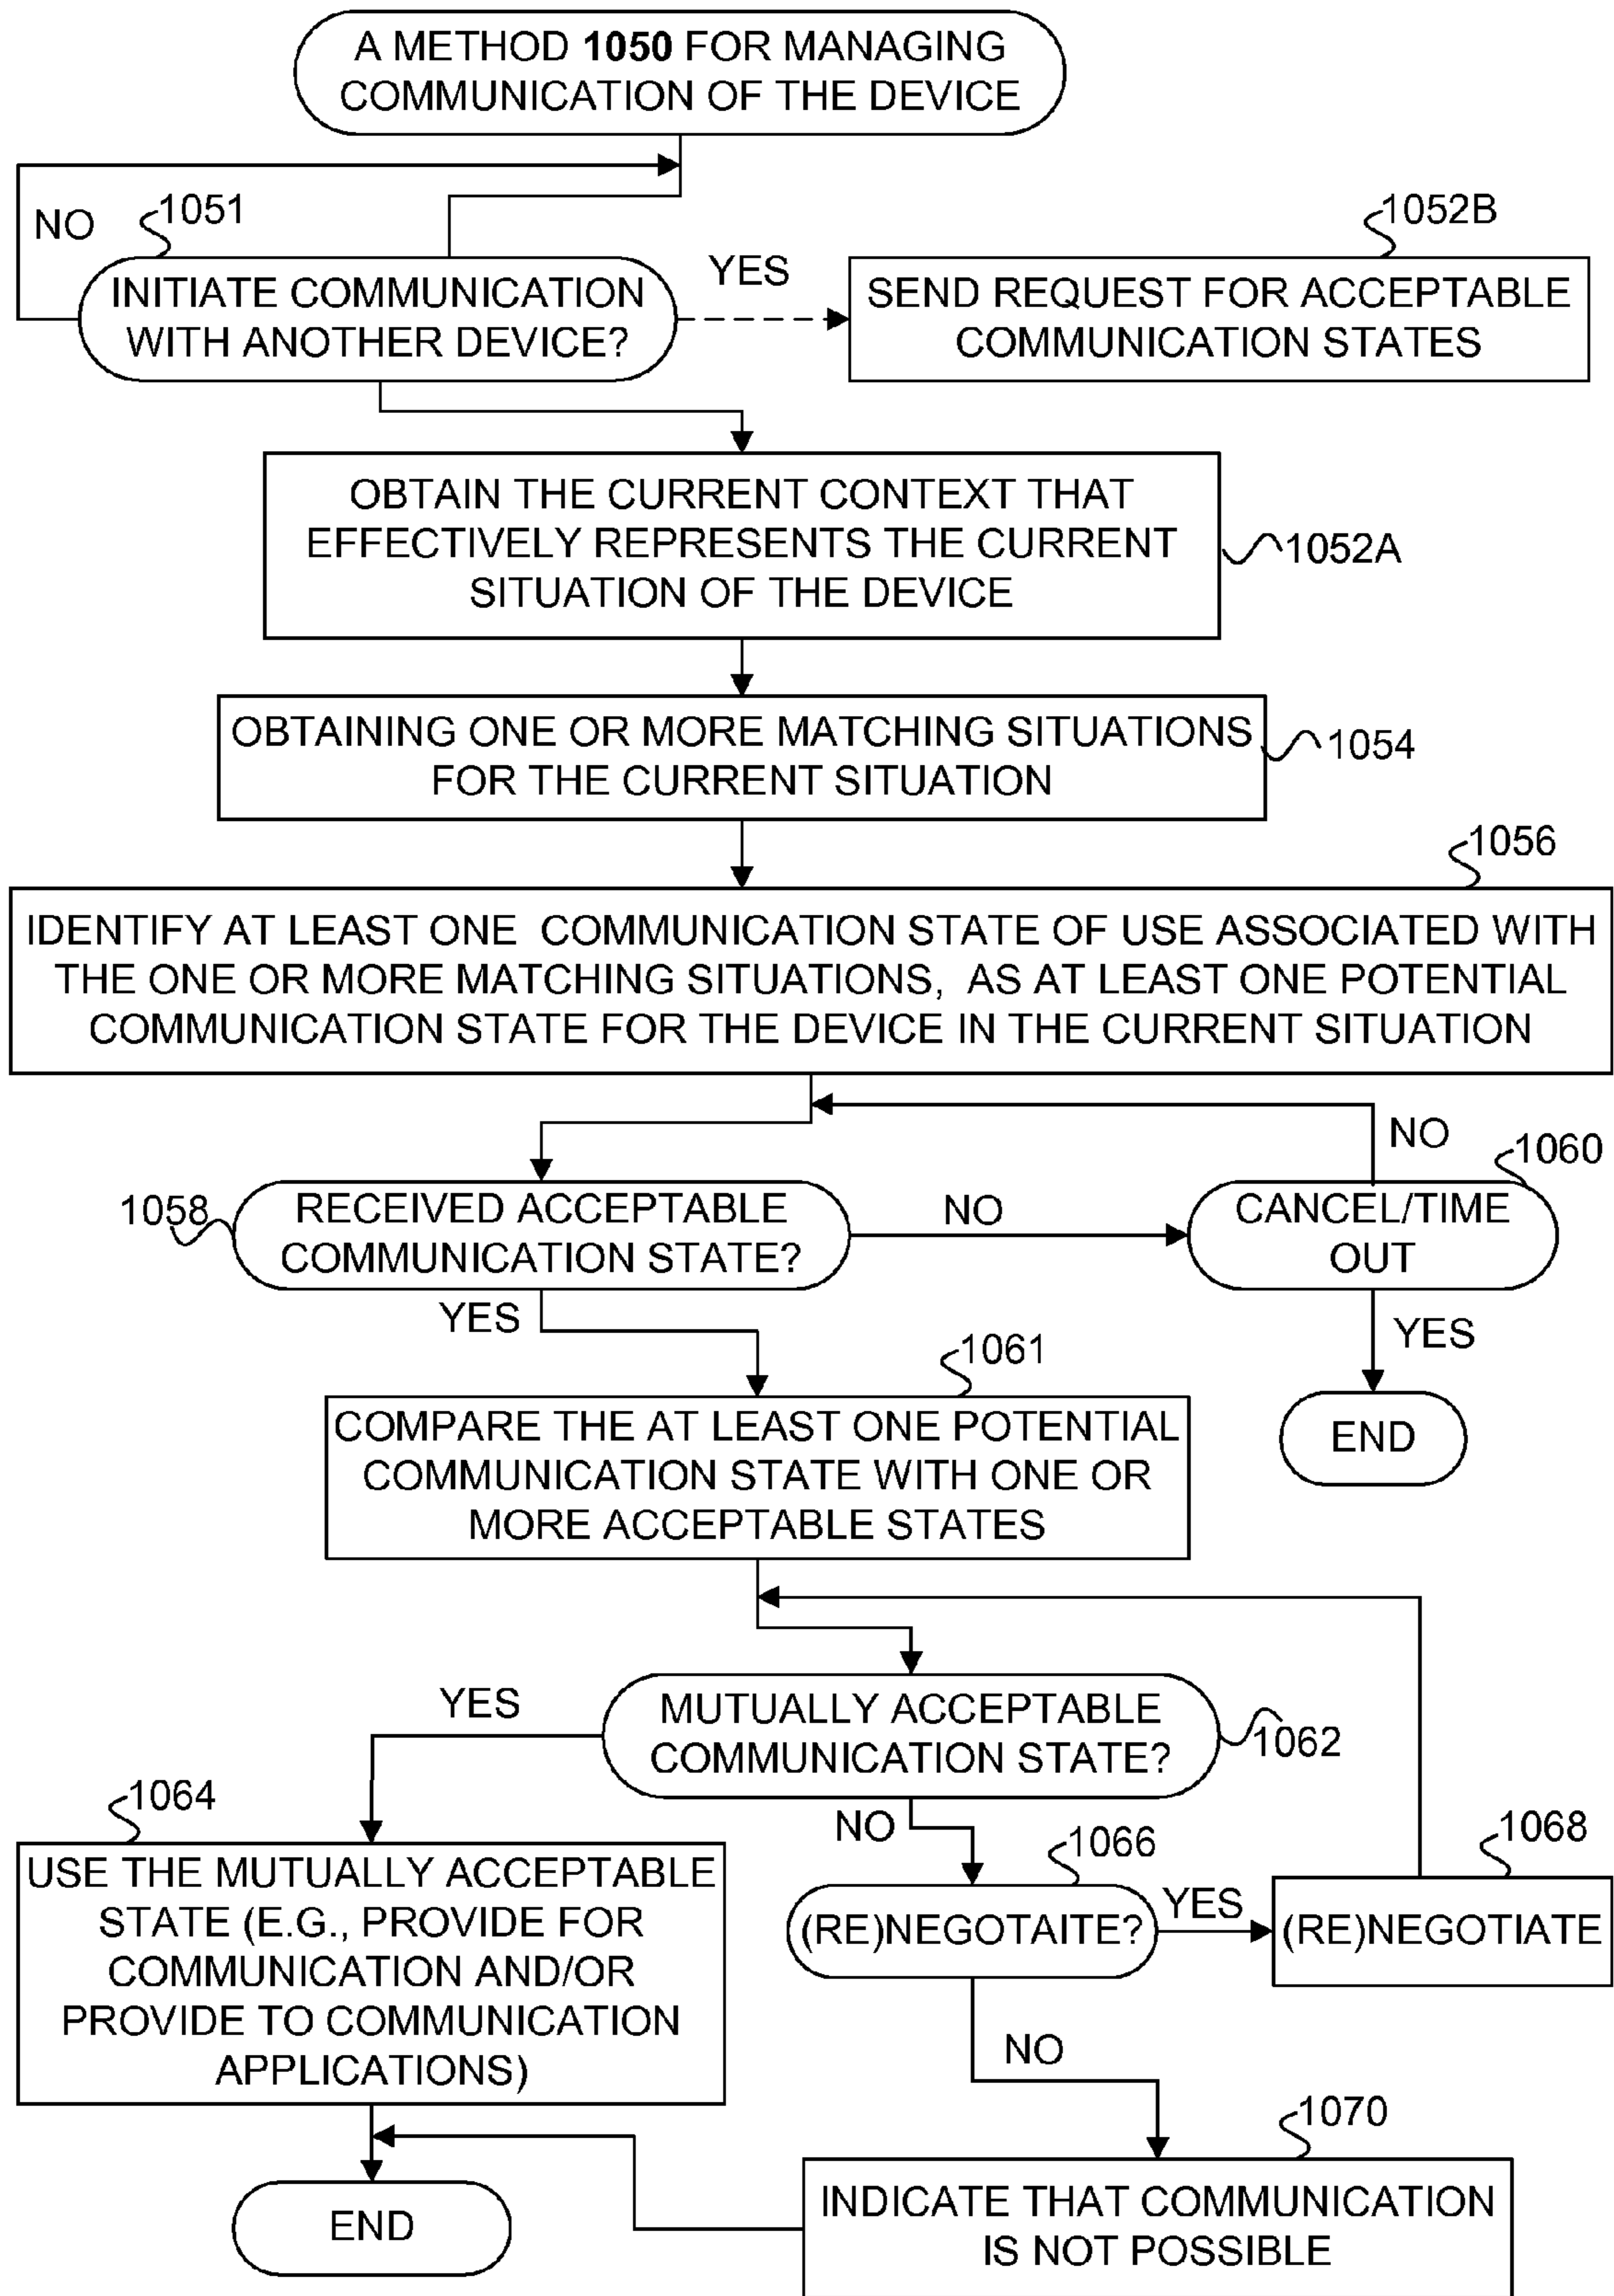 A METHOD 1050 FOR MANAGING
COMMUNICATION OF THE DEVICE
NO
1051
1052B
INITIATE COMMUNICATION
WITH ANOTHER DEVICE?
YES
SEND REQUEST FOR ACCEPTABLE
COMMUNICATION STATES
OBTAIN THE CURRENT CONTEXT THAT
EFFECTIVELY REPRESENTS THE CURRENT
SITUATION OF THE DEVICE
1052A
OBTAINING ONE OR MORE MATCHING SITUATIONS
FOR THE CURRENT SITUATION
1054
1056
IDENTIFY AT LEAST ONE COMMUNICATION STATE OF USE ASSOCIATED WITH
THE ONE OR MORE MATCHING SITUATIONS, AS AT LEAST ONE POTENTIAL
COMMUNICATION STATE FOR THE DEVICE IN THE CURRENT SITUATION
NO
1060
1058
RECEIVED ACCEPTABLE
COMMUNICATION STATE?
NO
CANCEL/TIME
OUT
YES
YES
1061
END
COMPARE THE AT LEAST ONE POTENTIAL
COMMUNICATION STATE WITH ONE OR
MORE ACCEPTABLE STATES
YES
MUTUALLY ACCEPTABLE
COMMUNICATION STATE?
1062
1064
NO
1066
1068
USE THE MUTUALLY ACCEPTABLE
STATE (E.G., PROVIDE FOR
COMMUNICATION AND/OR
PROVIDE TO COMMUNICATION
APPLICATIONS)
(RE)NEGOTAITE?
YES
(RE)NEGOTIATE
NO
1070
END
INDICATE THAT COMMUNICATION
IS NOT POSSIBLE